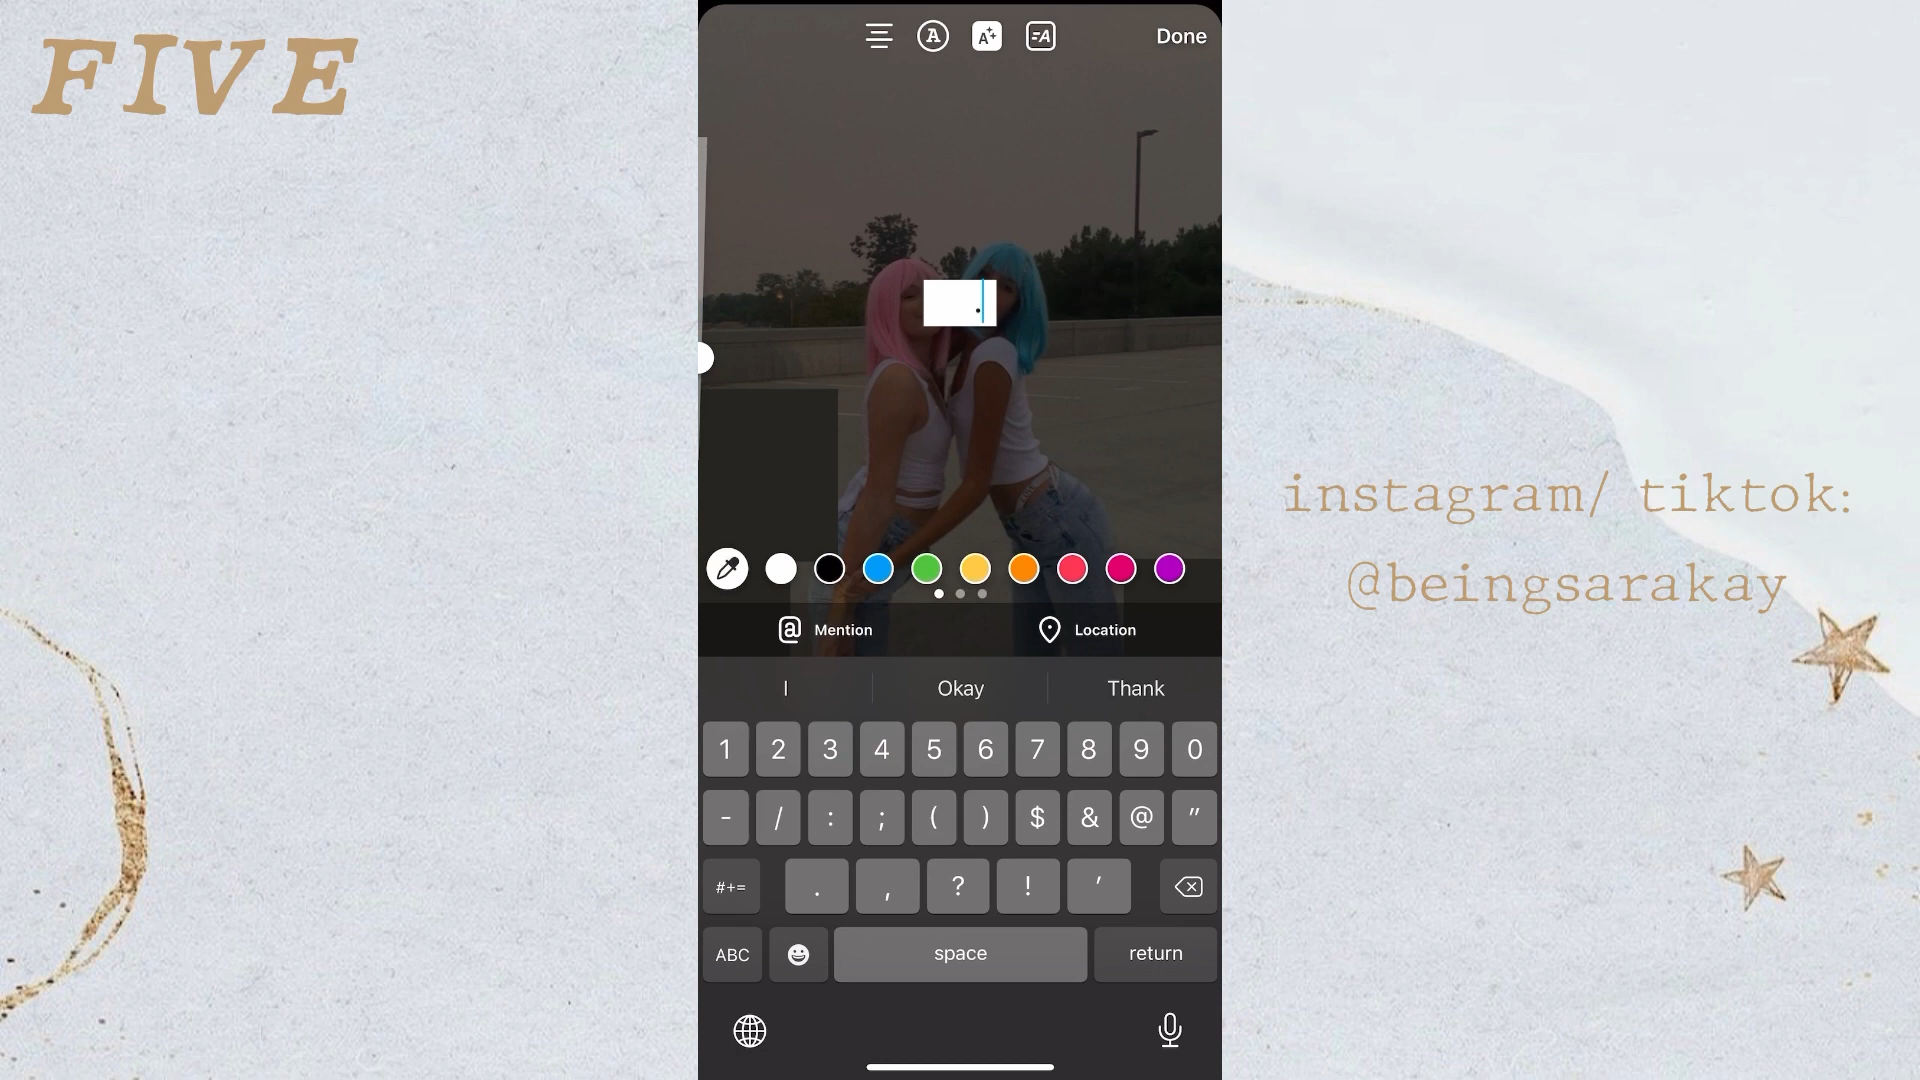 FIVE
Done
.
Mention
Location
I Okay Thank
1 2 3 4 5 6 7 8 9 0
- / : ; ( ) $ & @ "
#+= . , ? ! '
ABC space return
instagram/ tiktok:
@beingsarakay